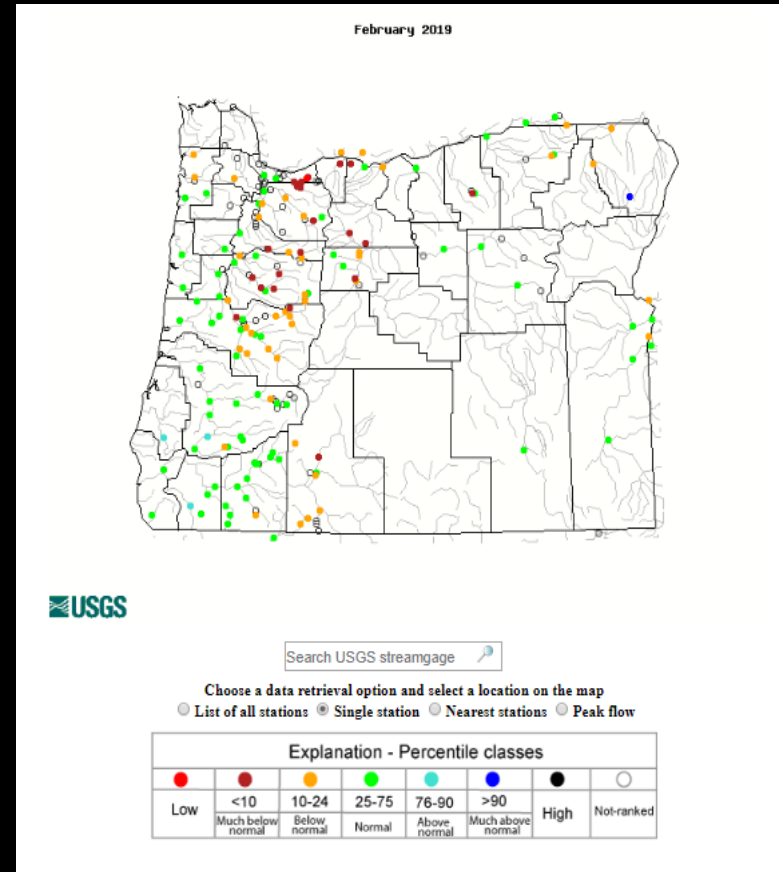 February 2019
USGS
Search USGS streamgage
Choose a data retrieval option and select a location on the map
List of all stations Single station Nearest stations Peak flow
Explanation - Percentile classes
Low <10 10-24 25-75 76-90 >90 High Not-ranked
Much below normal Below normal Normal Above normal Much above normal